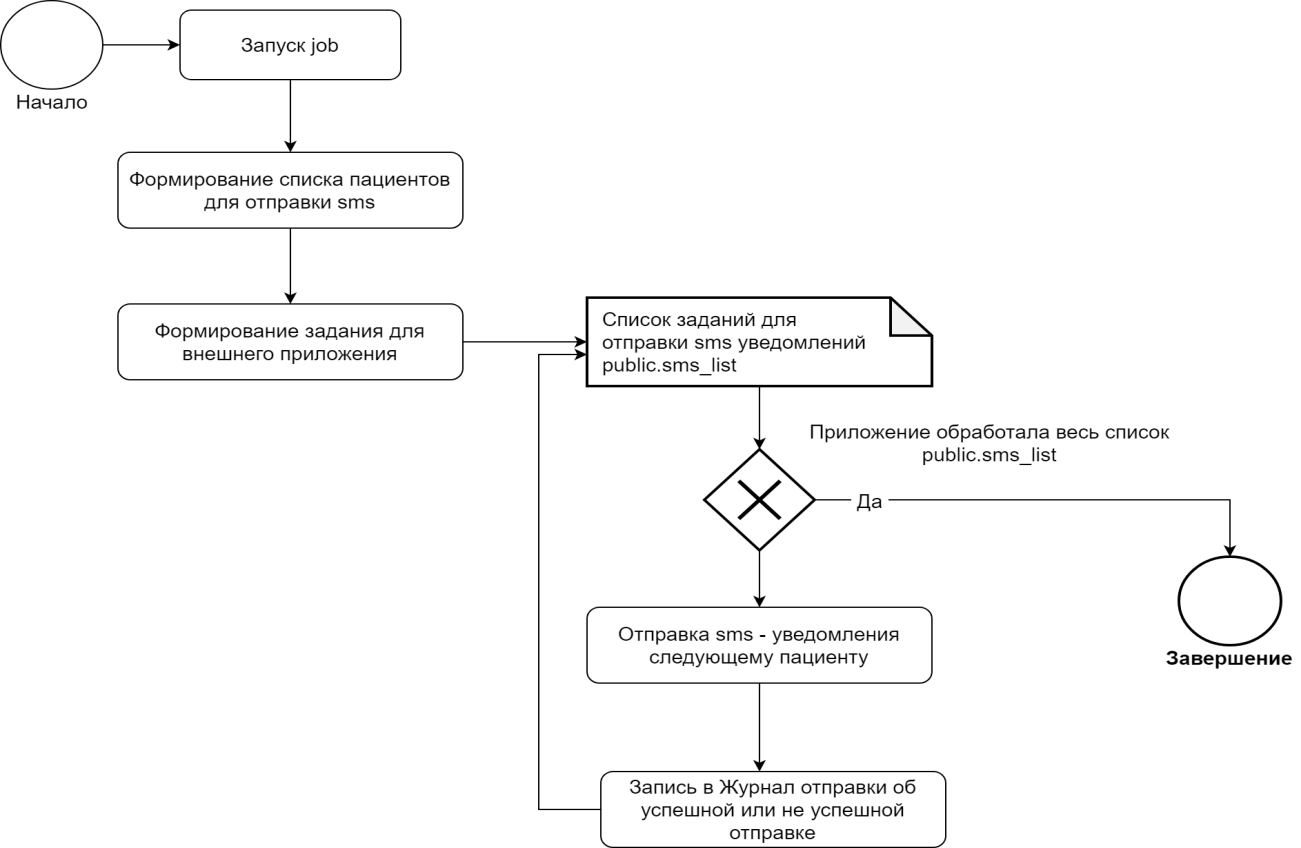 Запуск job
Начало
Формирование списка пациентов
для отправки sms
Формирование задания для
внешнего приложения
Список заданий для
отправки sms уведомлений
public.sms_list
Приложение обработала весь список
public.sms_list
Да
Отправка sms - уведомления
следующему пациенту
Завершение
Запись в Журнал отправки об
успешной или не успешной
отправке